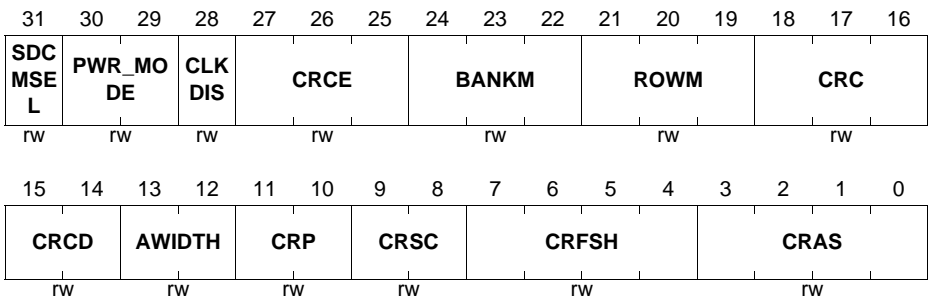 31 30 29 28 27 26 25 24 23 22 21 20 19 18 17 16
SDC
MSE
L
PWR_MO
DE
CLK
DIS
CRCE
BANKM
ROWM
CRC
rw rw rw rw rw rw rw
15 14 13 12 11 10 9 8 7 6 5 4 3 2 1 0
CRCD AWIDTH CRP CRSC CRFSH CRAS
rw rw rw rw rw rw